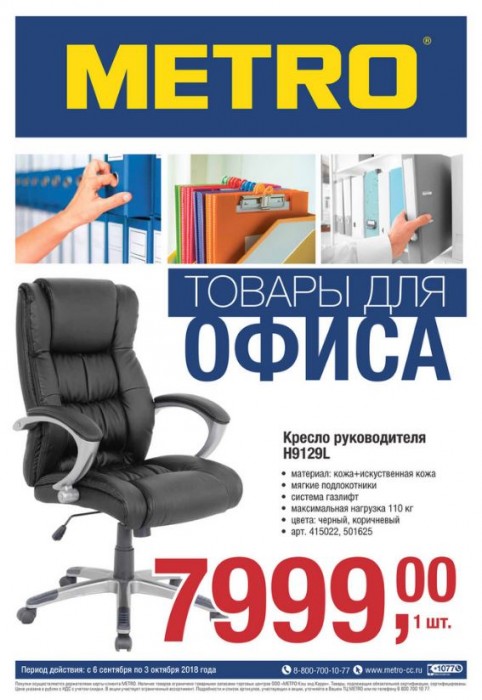 METRO®
ТОВАРЫ ДЛЯ
ОФИСА
Кресло руководителя
H9129L
• материал: кожа+искуственная кожа
• мягкие подлокотники
• система газлифт
• максимальная нагрузка 110 кг
• цвета: черный, коричневый
• арт. 415022, 501625
7999,00
1 шт.
Период действия: с 6 сентября по 3 октября 2018 года
8-800-700-10-77 www.metro-cc.ru *1077